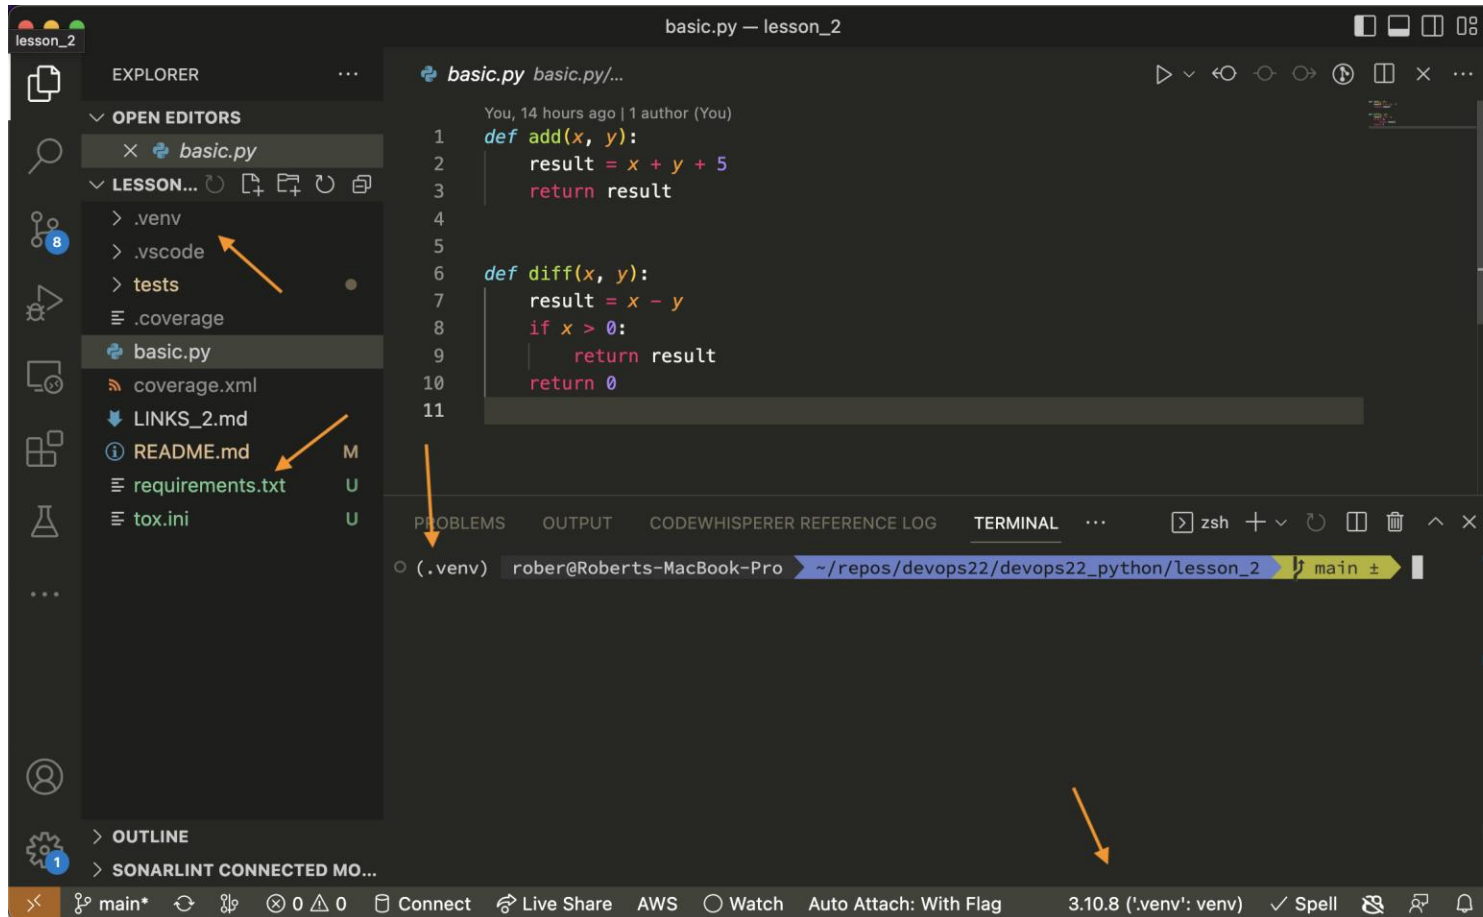 basic.py — lesson_2
lesson_2
EXPLORER
OPEN EDITORS
basic.py
LESSON...
.venv
.vscode
tests
.coverage
basic.py
coverage.xml
LINKS_2.md
README.md M
requirements.txt U
tox.ini U
OUTLINE
SONARLINT CONNECTED MO...
8
1
basic.py basic.py/...
You, 14 hours ago | 1 author (You)
1 def add(x, y):
2 result = x + y + 5
3 return result
4
5
6 def diff(x, y):
7 result = x - y
8 if x > 0:
9 return result
10 return 0
11
PROBLEMS OUTPUT CODEWHISPERER REFERENCE LOG TERMINAL ... zsh
(.venv) rober@Roberts-MacBook-Pro ~/repos/devops22/devops22_python/lesson_2 main ±
main* 0 0 Connect Live Share AWS Watch Auto Attach: With Flag 3.10.8 ('.venv': venv) Spell